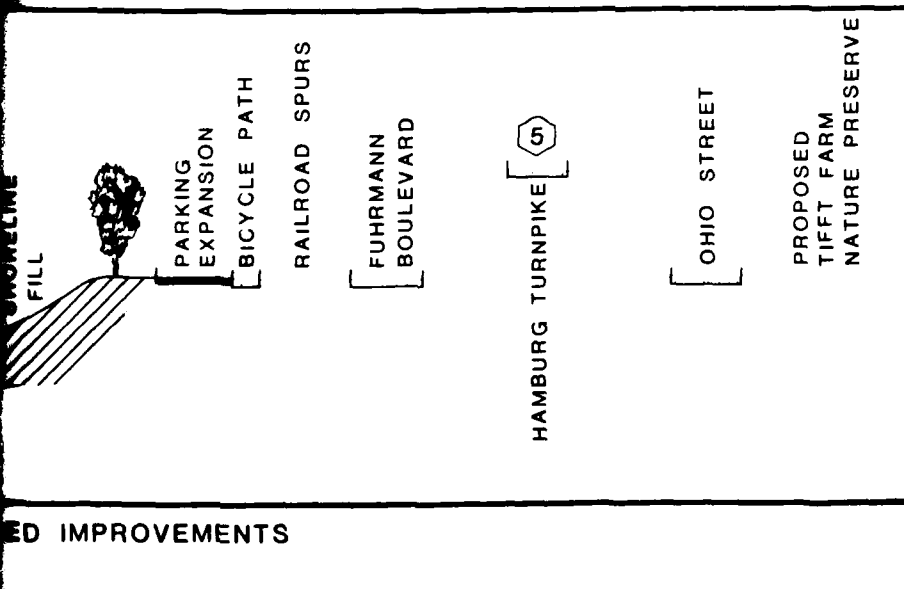 FILL
PARKING
EXPANSION
BICYCLE PATH
RAILROAD SPURS
FUHRMANN
BOULEVARD
HAMBURG TURNPIKE 5
OHIO STREET
PROPOSED
TIFFT FARM
NATURE PRESERVE
IMPROVEMENTS